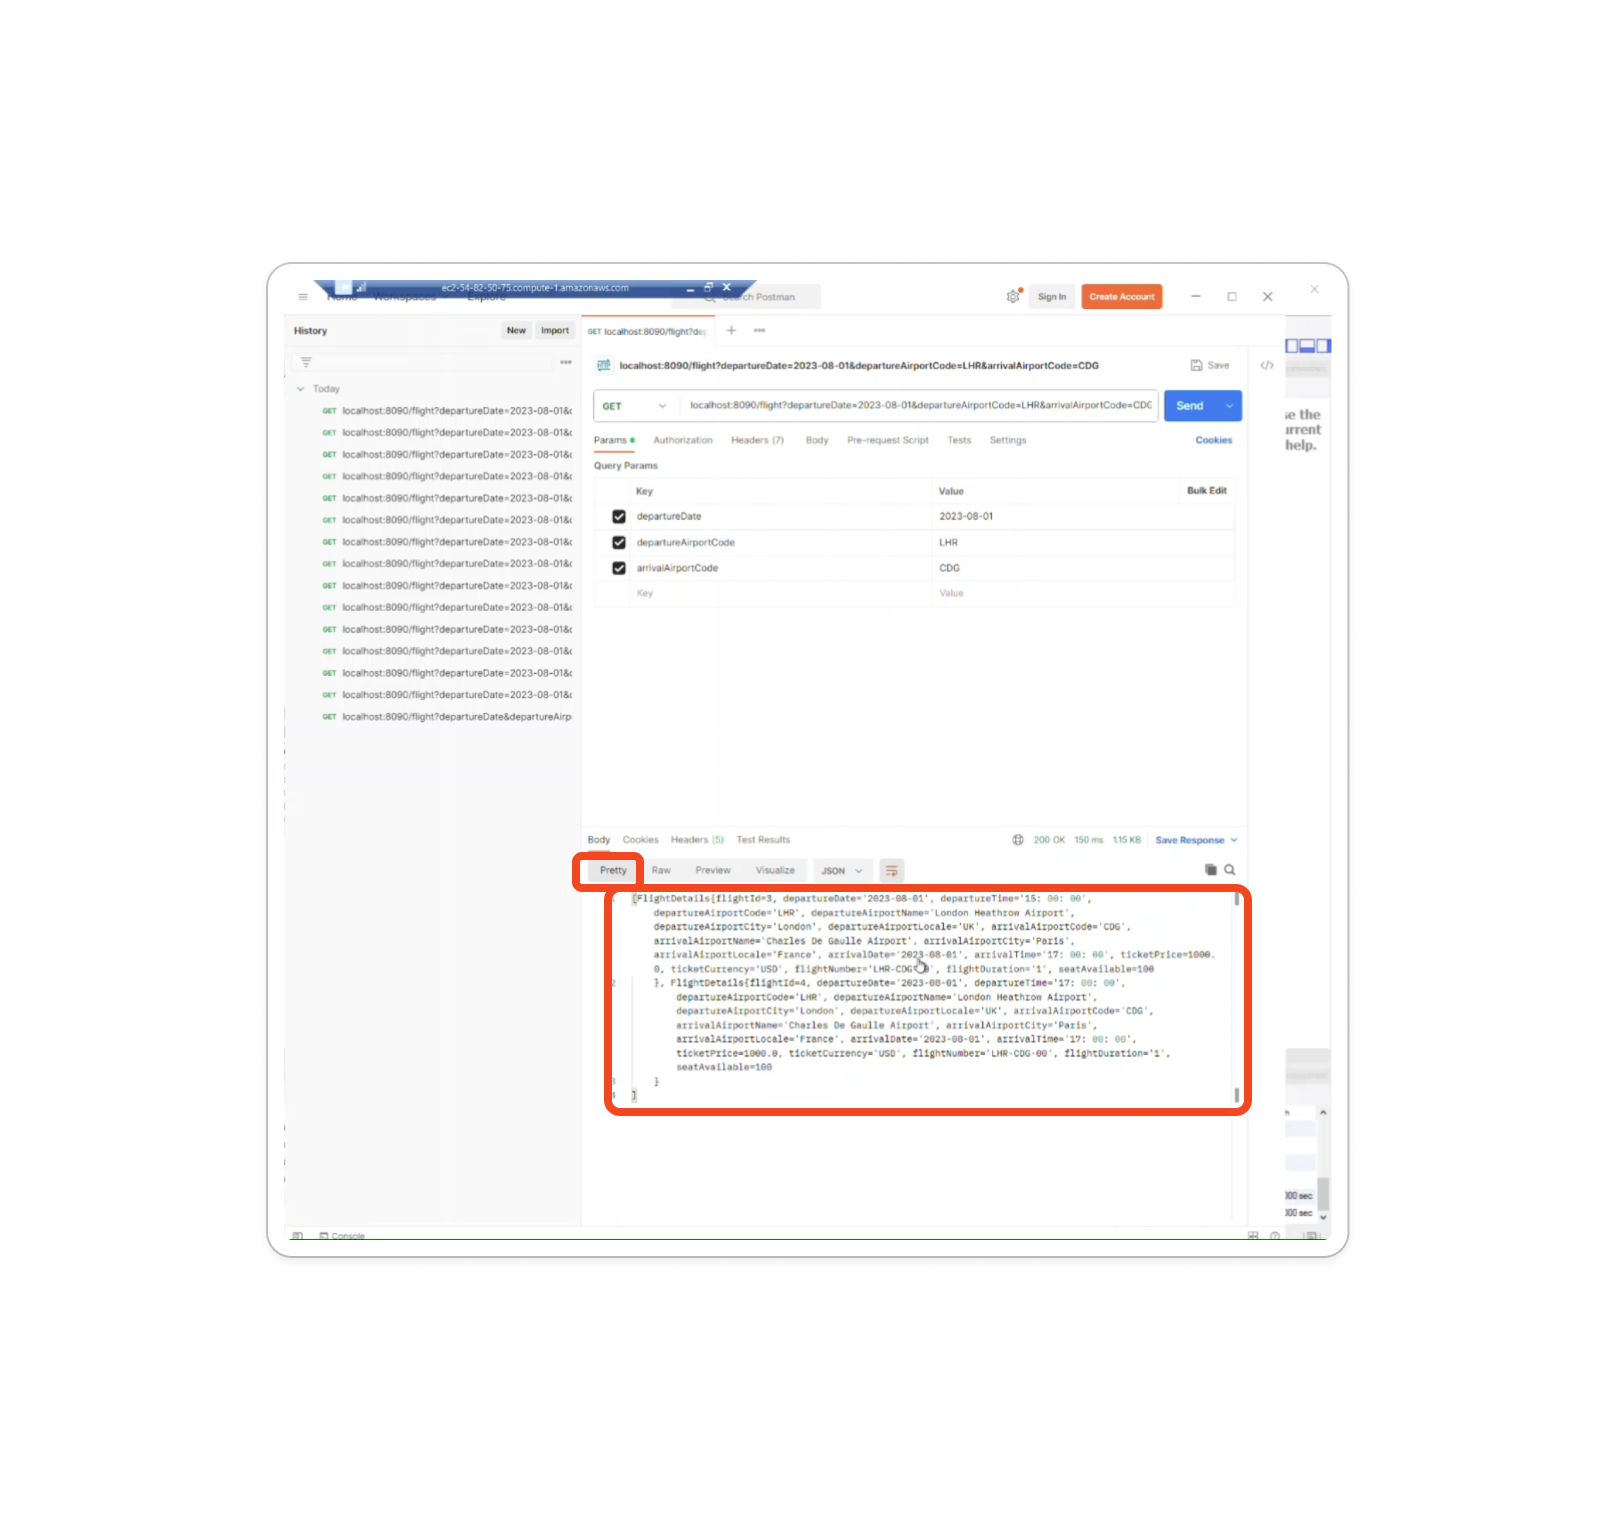 ec2-54-82-50-75.compute-1.amazonaws.com
Home Workspaces Explore
Search Postman
Sign In
Create Account
History
New
Import
GET localhost:8090/flight?dep
localhost:8090/flight?departureDate=2023-08-01&departureAirportCode=LHR&arrivalAirportCode=CDG
Save
</>
Today
GET localhost:8090/flight?departureDate=2023-08-01&c
GET localhost:8090/flight?departureDate=2023-08-01&c
GET localhost:8090/flight?departureDate=2023-08-01&c
GET localhost:8090/flight?departureDate=2023-08-01&c
GET localhost:8090/flight?departureDate=2023-08-01&c
GET localhost:8090/flight?departureDate=2023-08-01&c
GET localhost:8090/flight?departureDate=2023-08-01&c
GET localhost:8090/flight?departureDate=2023-08-01&c
GET localhost:8090/flight?departureDate=2023-08-01&c
GET localhost:8090/flight?departureDate=2023-08-01&c
GET localhost:8090/flight?departureDate=2023-08-01&c
GET localhost:8090/flight?departureDate=2023-08-01&c
GET localhost:8090/flight?departureDate=2023-08-01&c
GET localhost:8090/flight?departureDate=2023-08-01&c
GET localhost:8090/flight?departureDate&departureAirp
GET
localhost:8090/flight?departureDate=2023-08-01&departureAirportCode=LHR&arrivalAirportCode=CDG
Send
Params Authorization Headers (7) Body Pre-request Script Tests Settings
Cookies
Query Params
Key Value Bulk Edit
departureDate 2023-08-01
departureAirportCode LHR
arrivalAirportCode CDG
Key Value
se the
urrent
help.
Body Cookies Headers (5) Test Results
200 OK 150 ms 1.15 KB Save Response
Pretty Raw Preview Visualize JSON
1 [FlightDetails{flightId=3, departureDate='2023-08-01', departureTime='15: 00: 00',
departureAirportCode='LHR', departureAirportName='London Heathrow Airport',
departureAirportCity='London', departureAirportLocale='UK', arrivalAirportCode='CDG',
arrivalAirportName='Charles De Gaulle Airport', arrivalAirportCity='Paris',
arrivalAirportLocale='France', arrivalDate='2023-08-01', arrivalTime='17: 00: 00', ticketPrice=1000.
0, ticketCurrency='USD', flightNumber='LHR-CDG- ', flightDuration='1', seatAvailable=100
2 }, FlightDetails{flightId=4, departureDate='2023-08-01', departureTime='17: 00: 00',
departureAirportCode='LHR', departureAirportName='London Heathrow Airport',
departureAirportCity='London', departureAirportLocale='UK', arrivalAirportCode='CDG',
arrivalAirportName='Charles De Gaulle Airport', arrivalAirportCity='Paris',
arrivalAirportLocale='France', arrivalDate='2023-08-01', arrivalTime='17: 00: 00',
ticketPrice=1000.0, ticketCurrency='USD', flightNumber='LHR-CDG-00', flightDuration='1',
seatAvailable=100
3 }
4 ]
000 sec
000 sec
Console